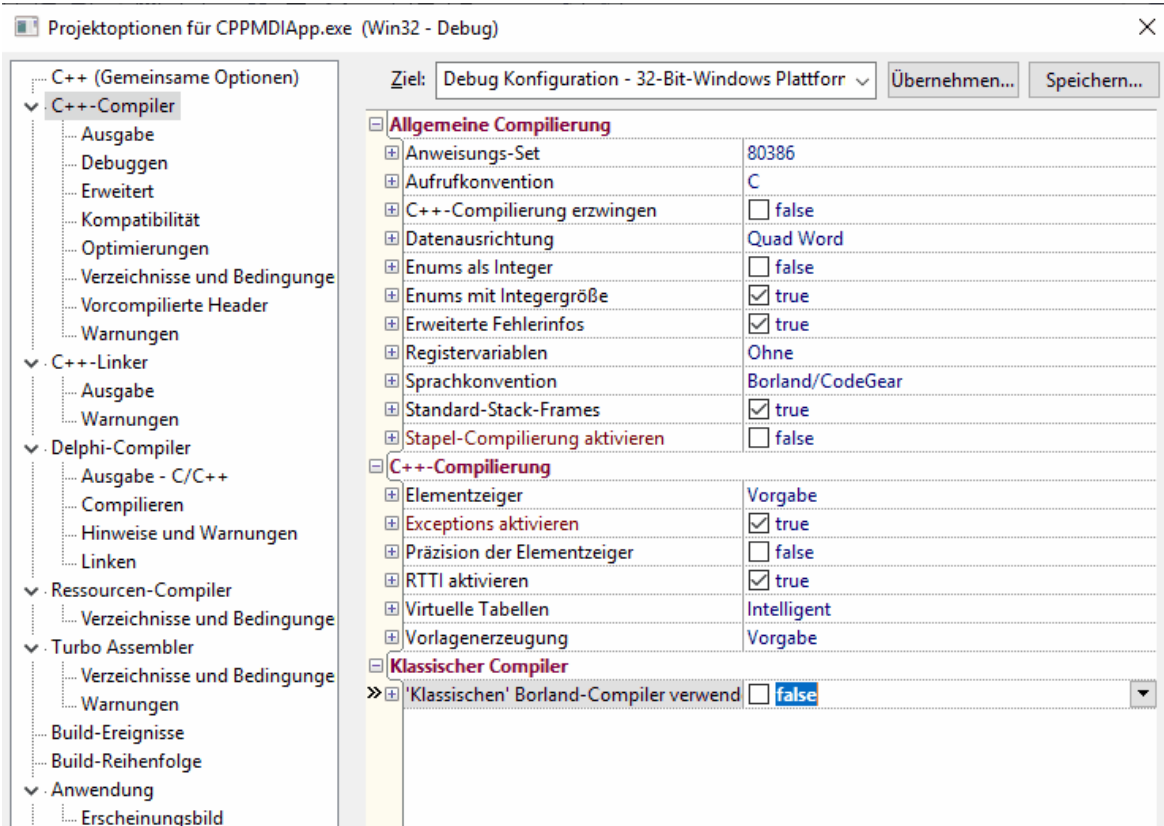 Projektoptionen für CPPMDIApp.exe (Win32 - Debug)
C++ (Gemeinsame Optionen)
C++-Compiler
Ausgabe
Debuggen
Erweitert
Kompatibilität
Optimierungen
Verzeichnisse und Bedingunge
Vorcompilierte Header
Warnungen
C++-Linker
Ausgabe
Warnungen
Delphi-Compiler
Ausgabe - C/C++
Compilieren
Hinweise und Warnungen
Linken
Ressourcen-Compiler
Verzeichnisse und Bedingunge
Turbo Assembler
Verzeichnisse und Bedingunge
Warnungen
Build-Ereignisse
Build-Reihenfolge
Anwendung
Erscheinungsbild
Ziel: Debug Konfiguration - 32-Bit-Windows Plattforr Übernehmen... Speichern...
Allgemeine Compilierung
Anweisungs-Set 80386
Aufrufkonvention C
C++-Compilierung erzwingen false
Datenausrichtung Quad Word
Enums als Integer false
Enums mit Integergröße true
Erweiterte Fehlerinfos true
Registervariablen Ohne
Sprachkonvention Borland/CodeGear
Standard-Stack-Frames true
Stapel-Compilierung aktivieren false
C++-Compilierung
Elementzeiger Vorgabe
Exceptions aktivieren true
Präzision der Elementzeiger false
RTTI aktivieren true
Virtuelle Tabellen Intelligent
Vorlagenerzeugung Vorgabe
Klassischer Compiler
'Klassischen' Borland-Compiler verwend false